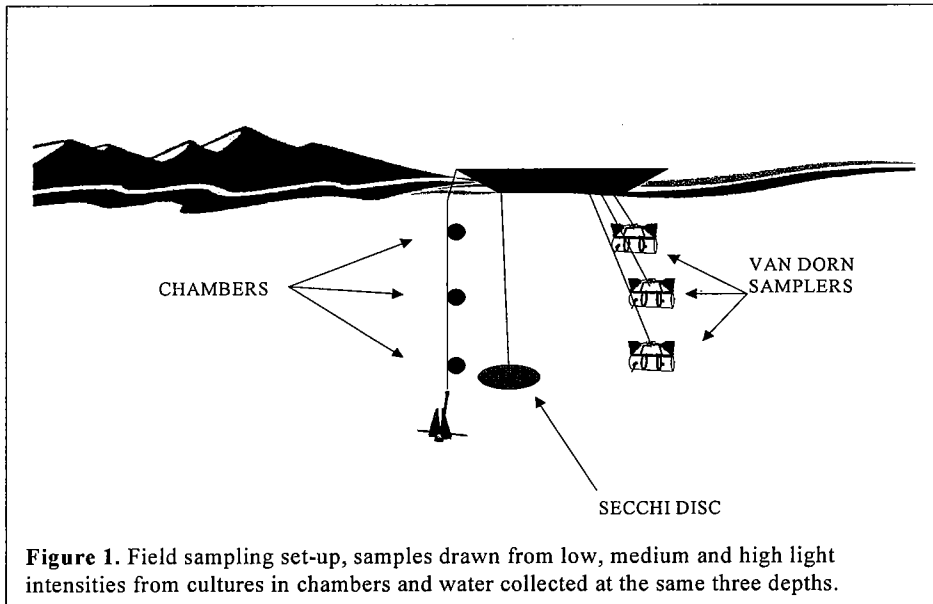 CHAMBERS
VAN DORN
SAMPLERS
SECCHI DISC
Figure 1. Field sampling set-up, samples drawn from low, medium and high light
intensities from cultures in chambers and water collected at the same three depths.